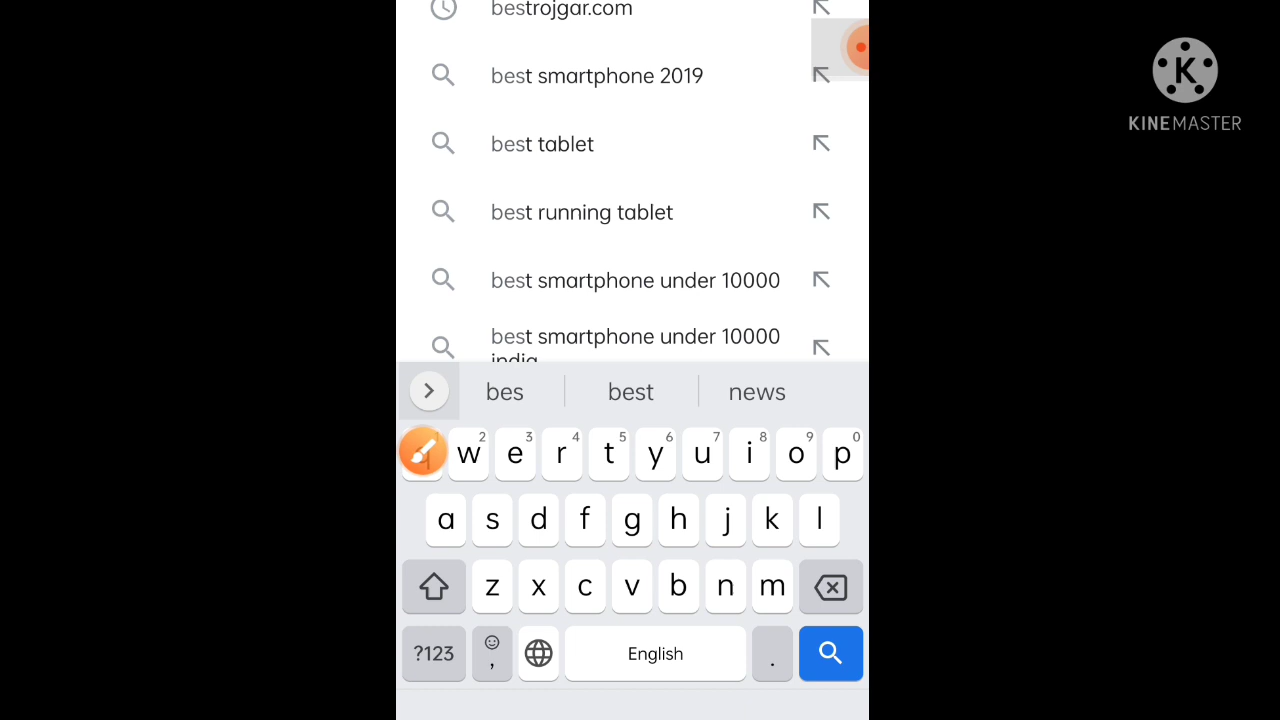 bestrojgar.com
best smartphone 2019
best tablet
best running tablet
best smartphone under 10000
best smartphone under 10000
india
bes best news
1 2 3 4 5 6 7 8 9 0
q w e r t y u i o p
a s d f g h j k l
z x c v b n m
?123 , English .
K
KINEMASTER